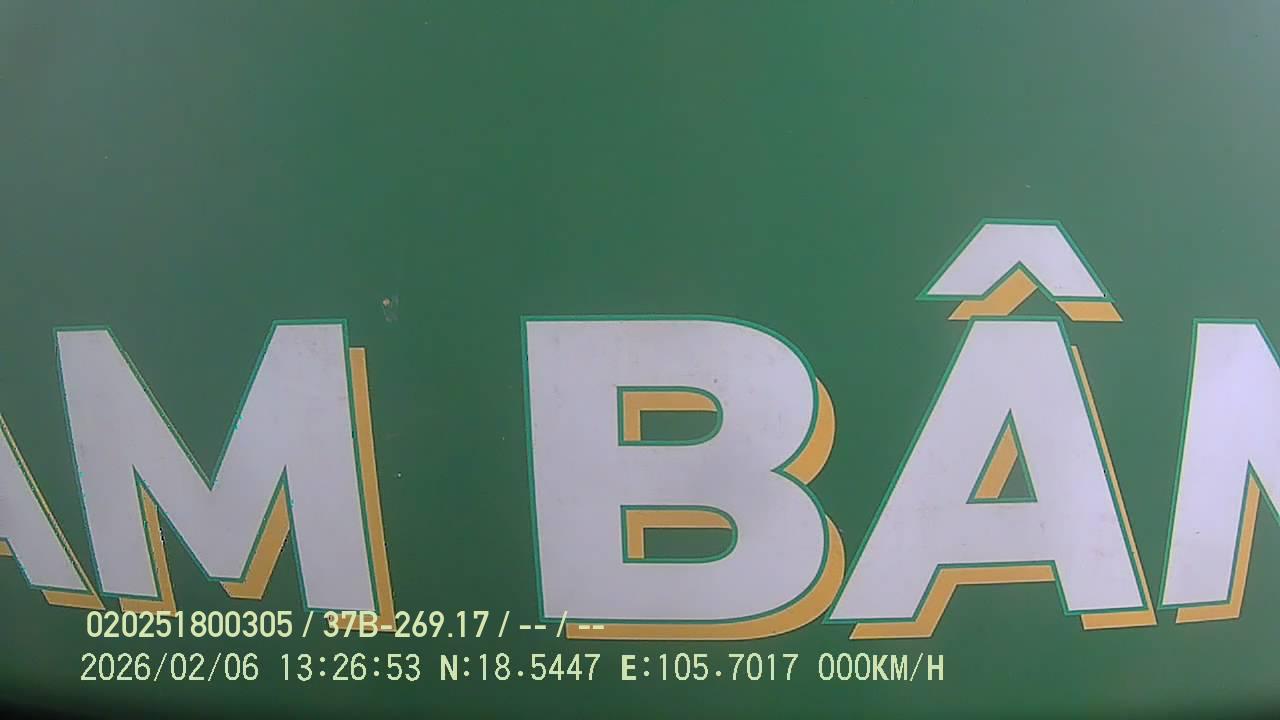 AM BÂN
020251800305 / 37B-269.17 / -- / --
2026/02/06 13:26:53 N:18.5447 E:105.7017 000KM/H